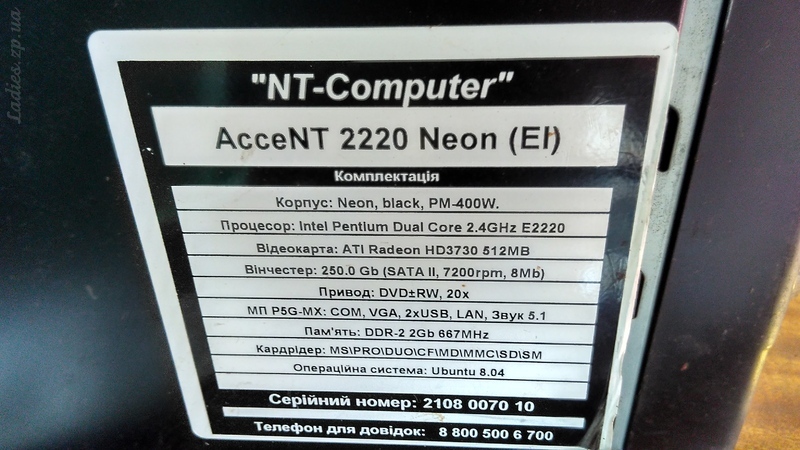 Ladies.zp.ua
"NT-Computer"
AcceNT 2220 Neon (EI)
Комплектація
Корпус: Neon, black, PM-400W.
Процесор: Intel Pentium Dual Core 2.4GHz E2220
Відеокарта: ATI Radeon HD3730 512MB
Вінчестер: 250.0 Gb (SATA II, 7200rpm, 8Mb)
Привод: DVD±RW, 20x
МП P5G-MX: COM, VGA, 2xUSB, LAN, Звук 5.1
Пам'ять: DDR-2 2Gb 667MHz
Кардрідер: MS\PRO\DUO\CF\MD\MMC\SD\SM
Операційна система: Ubuntu 8.04
Серійний номер: 2108 0070 10
Телефон для довідок: 8 800 500 6 700